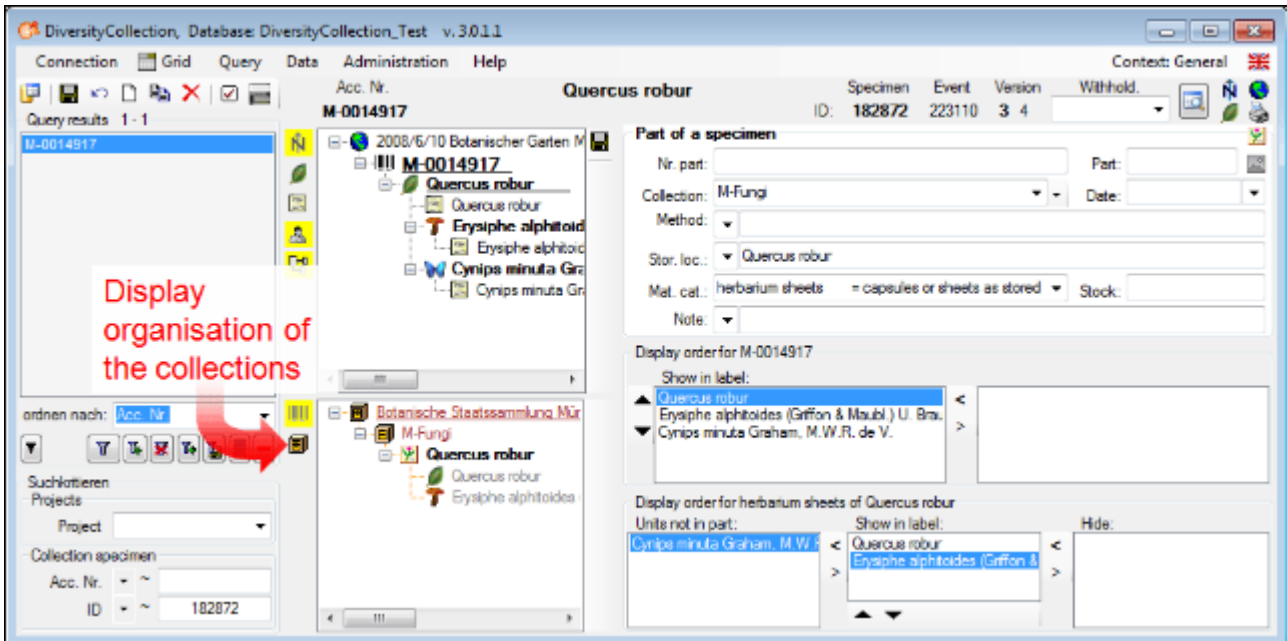 DiversityCollection, Database: DiversityCollection_Test v. 3.0.1.1
Connection Grid Query Data Administration Help Context: General
Acc. Nr. Quercus robur Specimen Event Version Withhold.
M-0014917 ID: 182872 223110 3 4
Query results 1 - 1
M-0014917
2008/6/10 Botanischer Garten M
M-0014917
Quercus robur
Quercus robur
Erysiphe alphitoid
Erysiphe alphitoid
Cynips minuta Gra
Cynips minuta Gr
Display
organisation of
the collections
ordnen nach: Acc. Nr.
Botanische Staatssammlung Mün
M-Fungi
Quercus robur
Quercus robur
Erysiphe alphitoides
Suchkriterien
Projects
Project
Collection specimen
Acc. Nr. ~
ID ~ 182872
Part of a specimen
Nr. part: Part:
Collection: M-Fungi Date:
Method:
Stor. loc.: Quercus robur
Mat. cat.: herbarium sheets = capsules or sheets as stored Stock:
Note:
Display order for M-0014917
Show in label:
Quercus robur <
Erysiphe alphitoides (Griffon & Maubl.) U. Brau.
Cynips minuta Graham, M.W.R. de V. >
Display order for herbarium sheets of Quercus robur
Units not in part: Show in label: Hide:
Cynips minuta Graham, M.W.F < Quercus robur <
> Erysiphe alphitoides (Griffon & >